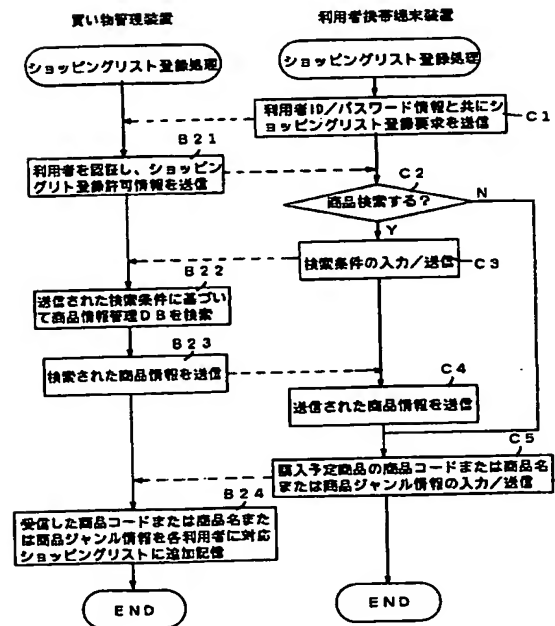 買い物管理装置
利用者携帯端末装置
ショッピングリスト登録処理
ショッピングリスト登録処理
利用者ID/パスワード情報と共にショ
ッピングリスト登録要求を送信
C1
B21
利用者を認証し、ショッピン
グリト登録許可情報を送信
C2
商品検索する?
N
Y
検索条件の入力/送信
C3
B22
送信された検索条件に基づい
て商品情報管理DBを検索
B23
検索された商品情報を送信
C4
送信された商品情報を送信
C5
購入予定商品の商品コードまたは商品名
または商品ジャンル情報の入力/送信
B24
受信した商品コードまたは商品名また
は商品ジャンル情報を各利用者に対応
ショッピングリストに追加記憶
END
END